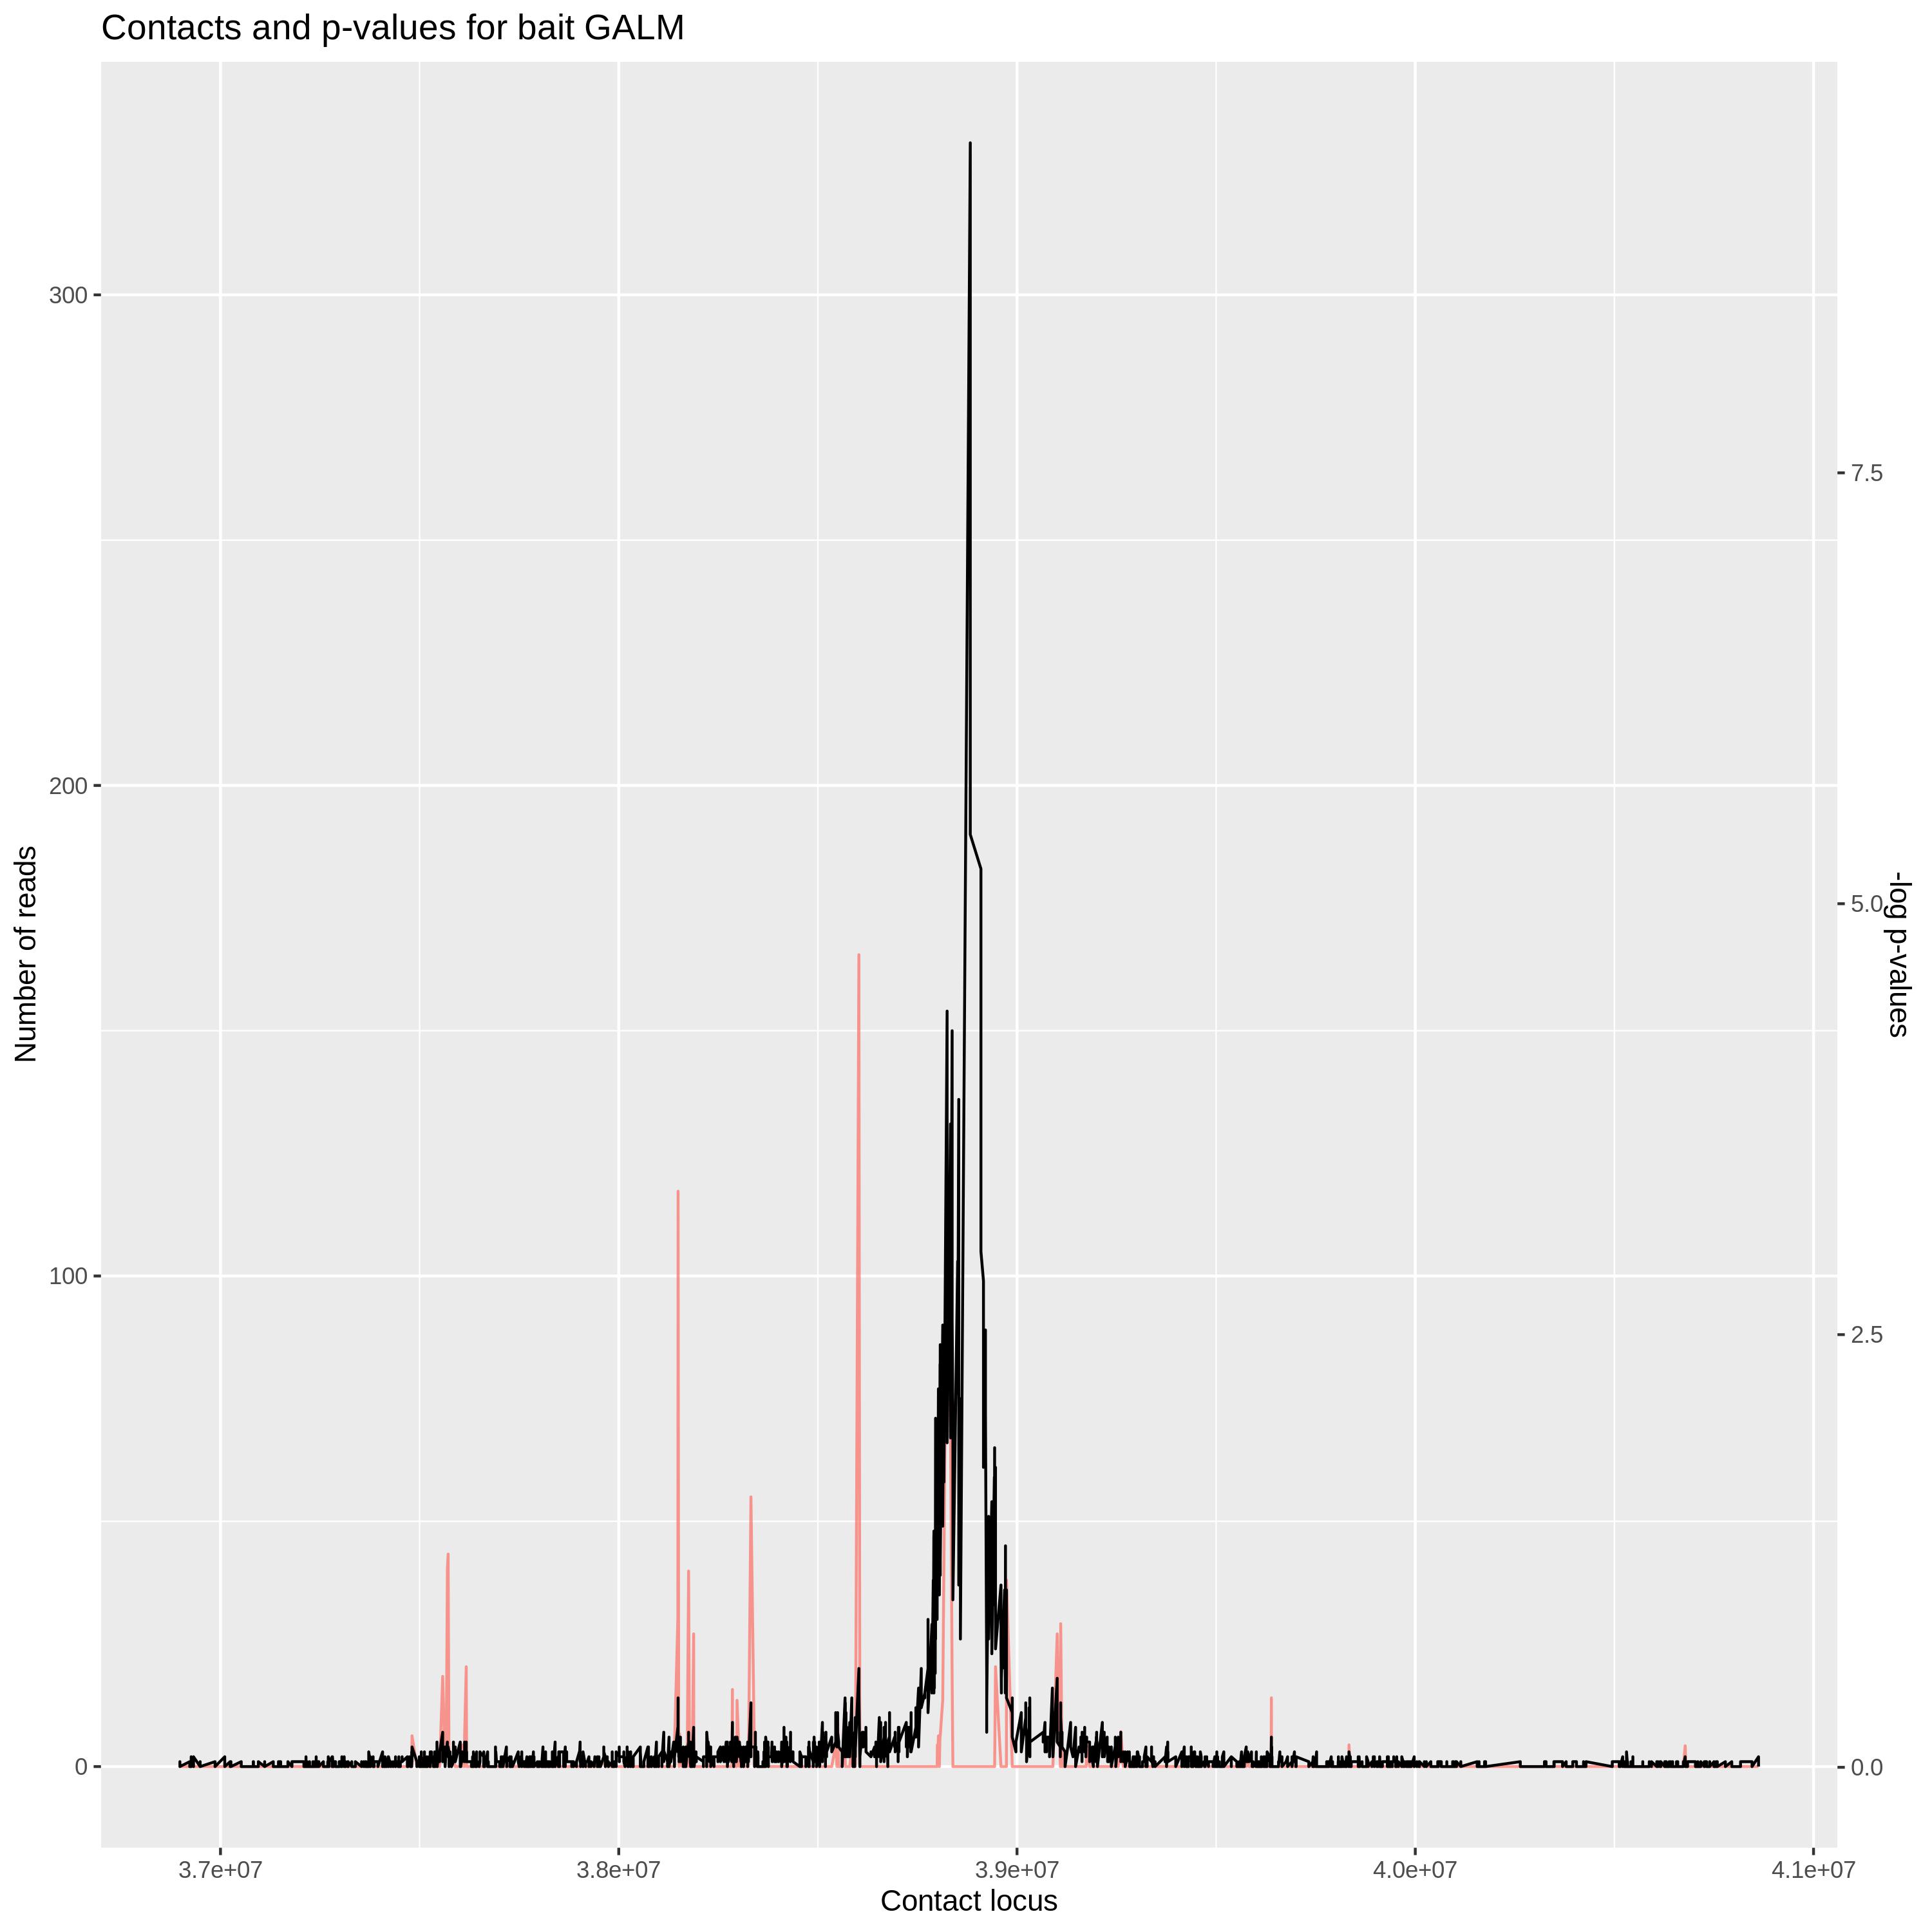 Contacts and p-values for bait GALM
Number of reads
300
200
100
0
7.5
5.0
2.5
0.0
-log p-values
3.7e+07
3.8e+07
3.9e+07
4.0e+07
4.1e+07
Contact locus